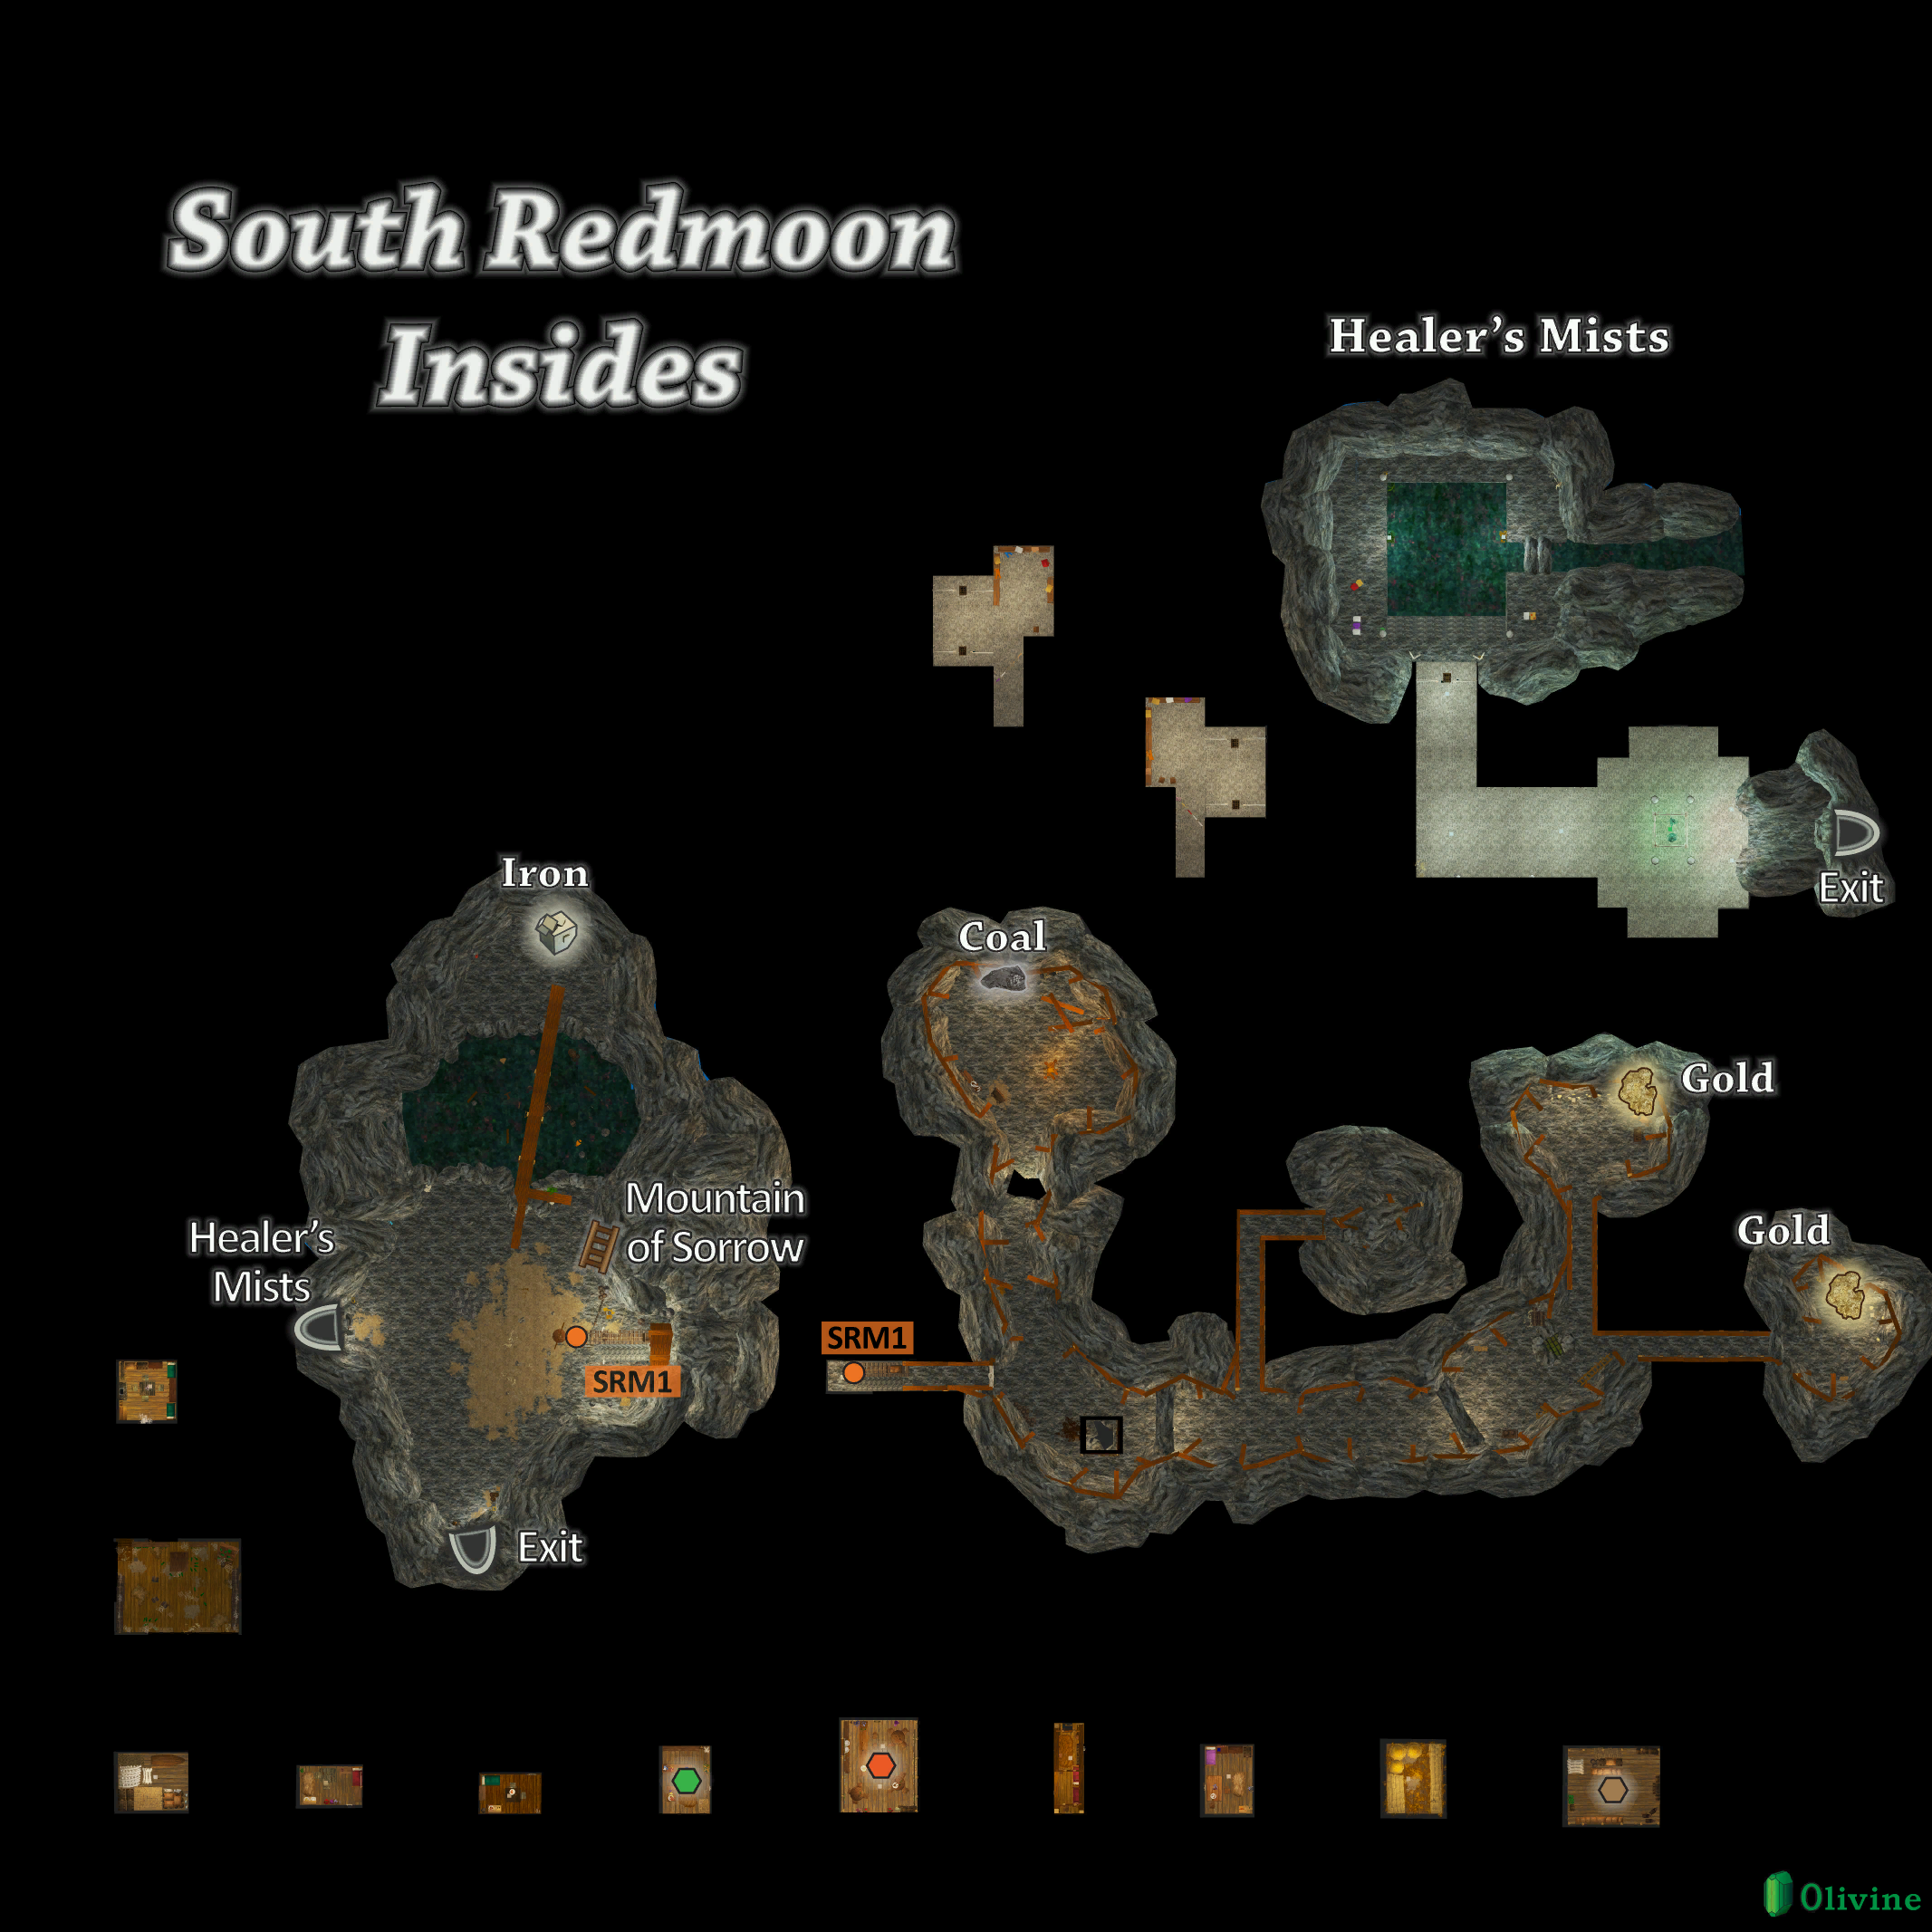 South Redmoon
Insides
Healer's Mists
Exit
Iron
Coal
Gold
Gold
Mountain
of Sorrow
Healer's
Mists
SRM1
SRM1
Exit
Olivine